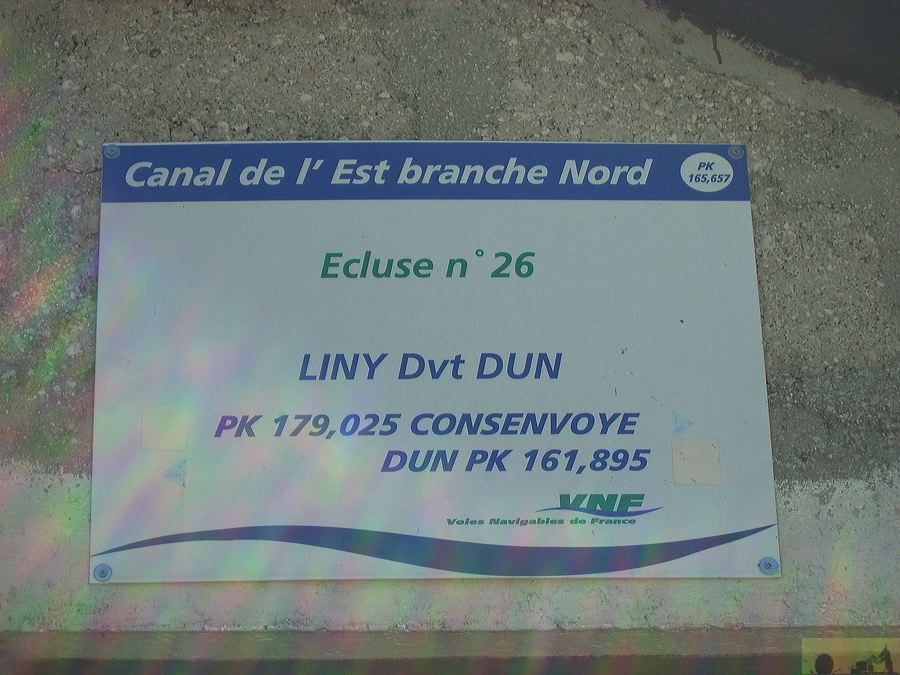 Canal de l' Est branche Nord
PK
165,657
Ecluse n° 26
LINY Dvt DUN
PK 179,025 CONSENVOYE
DUN PK 161,895
VNF
Voies Navigables de France